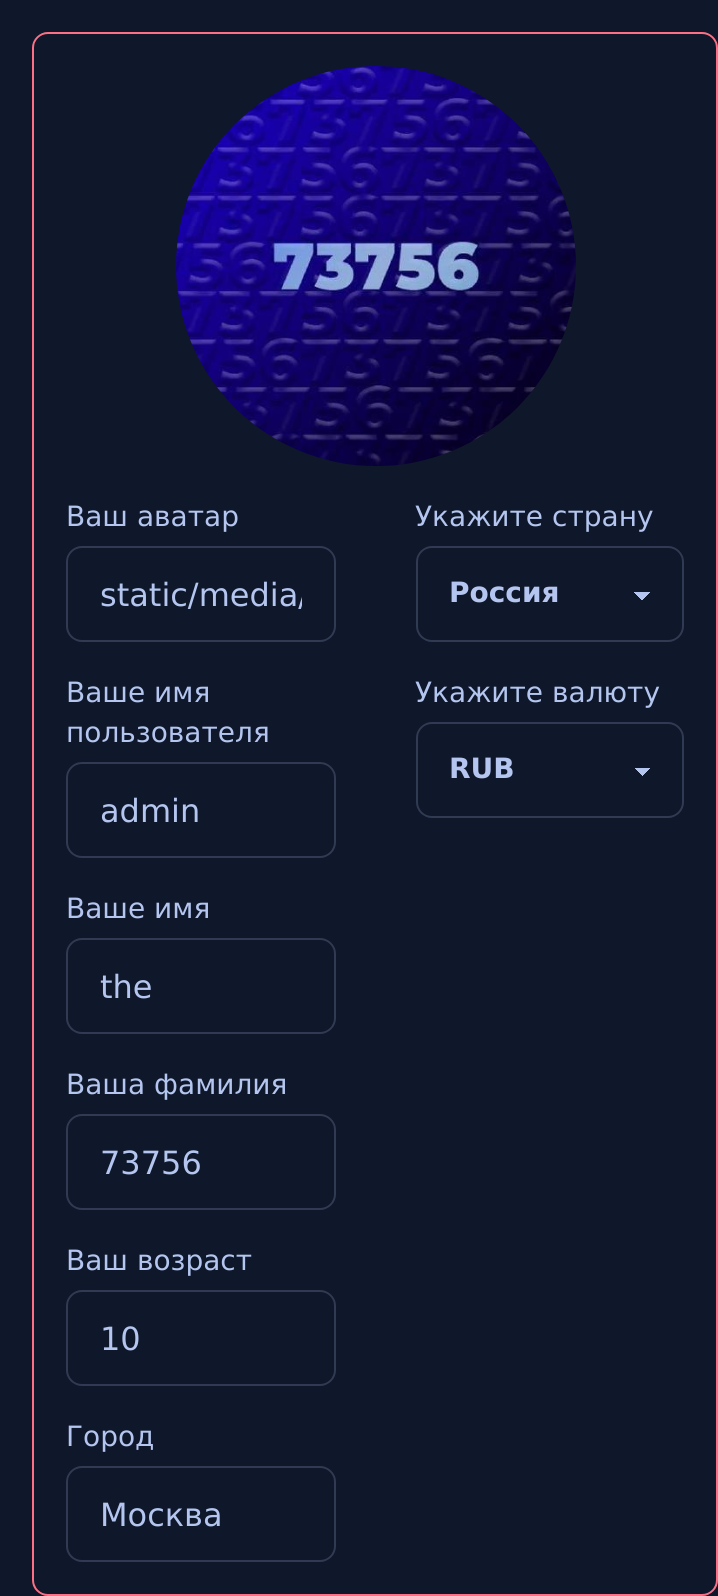 73756
Ваш аватар
static/media/
Ваше имя
пользователя
admin
Ваше имя
the
Ваша фамилия
73756
Ваш возраст
10
Город
Москва
Укажите страну
Россия
Укажите валюту
RUB